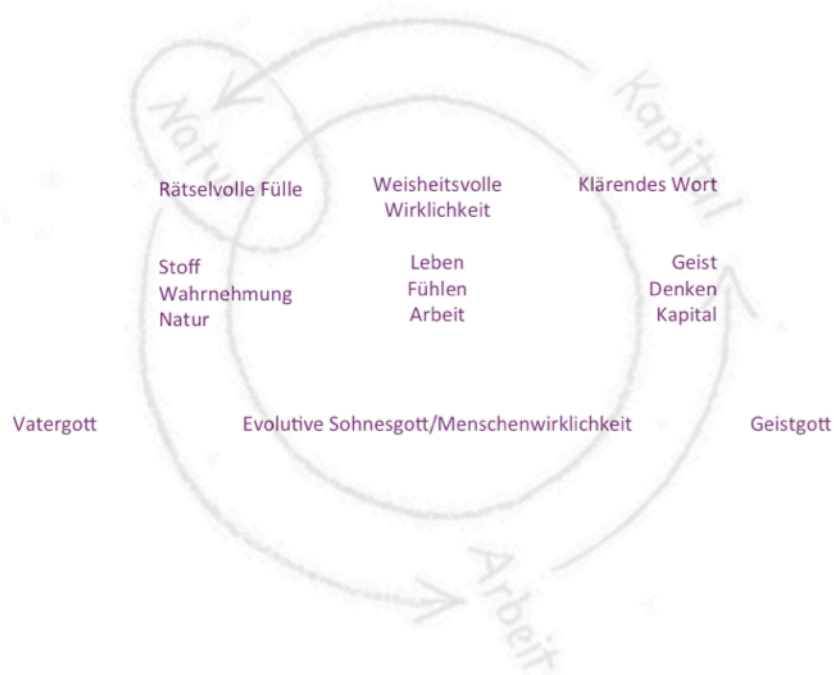 Kapital
Natur
Rätselvolle Fülle Weisheitsvolle Wirklichkeit Klärendes Wort
Stoff Leben Geist
Wahrnehmung Fühlen Denken
Natur Arbeit Kapital
Vatergott Evolutive Sohnesgott/Menschenwirklichkeit Geistgott
Arbeit